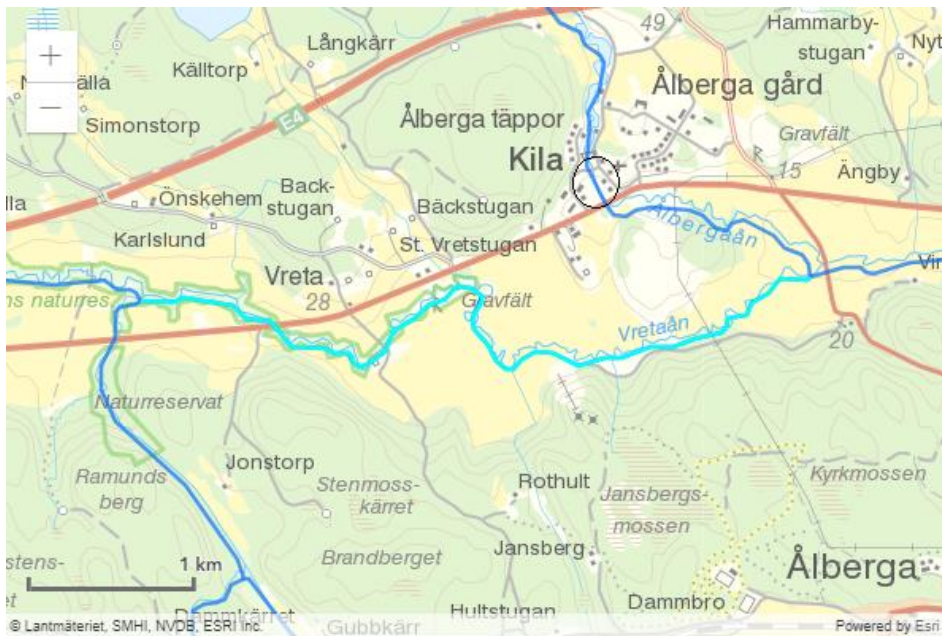 +
−
49
Hammarby-
stugan
Långkärr
Källtorp
Ålberga gård
Simonstorp
E4
Ålberga täppor
Gravfält
Kila
15
Ängby
Önskehem
Back-
stugan
Bäckstugan
Karlslund
Ålbergaån
St. Vretstugan
Vreta
28
Gravfält
Vretaån
20
Naturreservat
Jonstorp
Ramunds
berg
Stenmoss-
kärret
Rothult
Kyrkmossen
Jansbergs-
mossen
Brandberget
Jansberg
1 km
Ålberga
Dammbro
Hultstugan
Dammkärret
Gubbkärr
© Lantmäteriet, SMHI, NVDB, ESRI Inc.
Powered by Esri